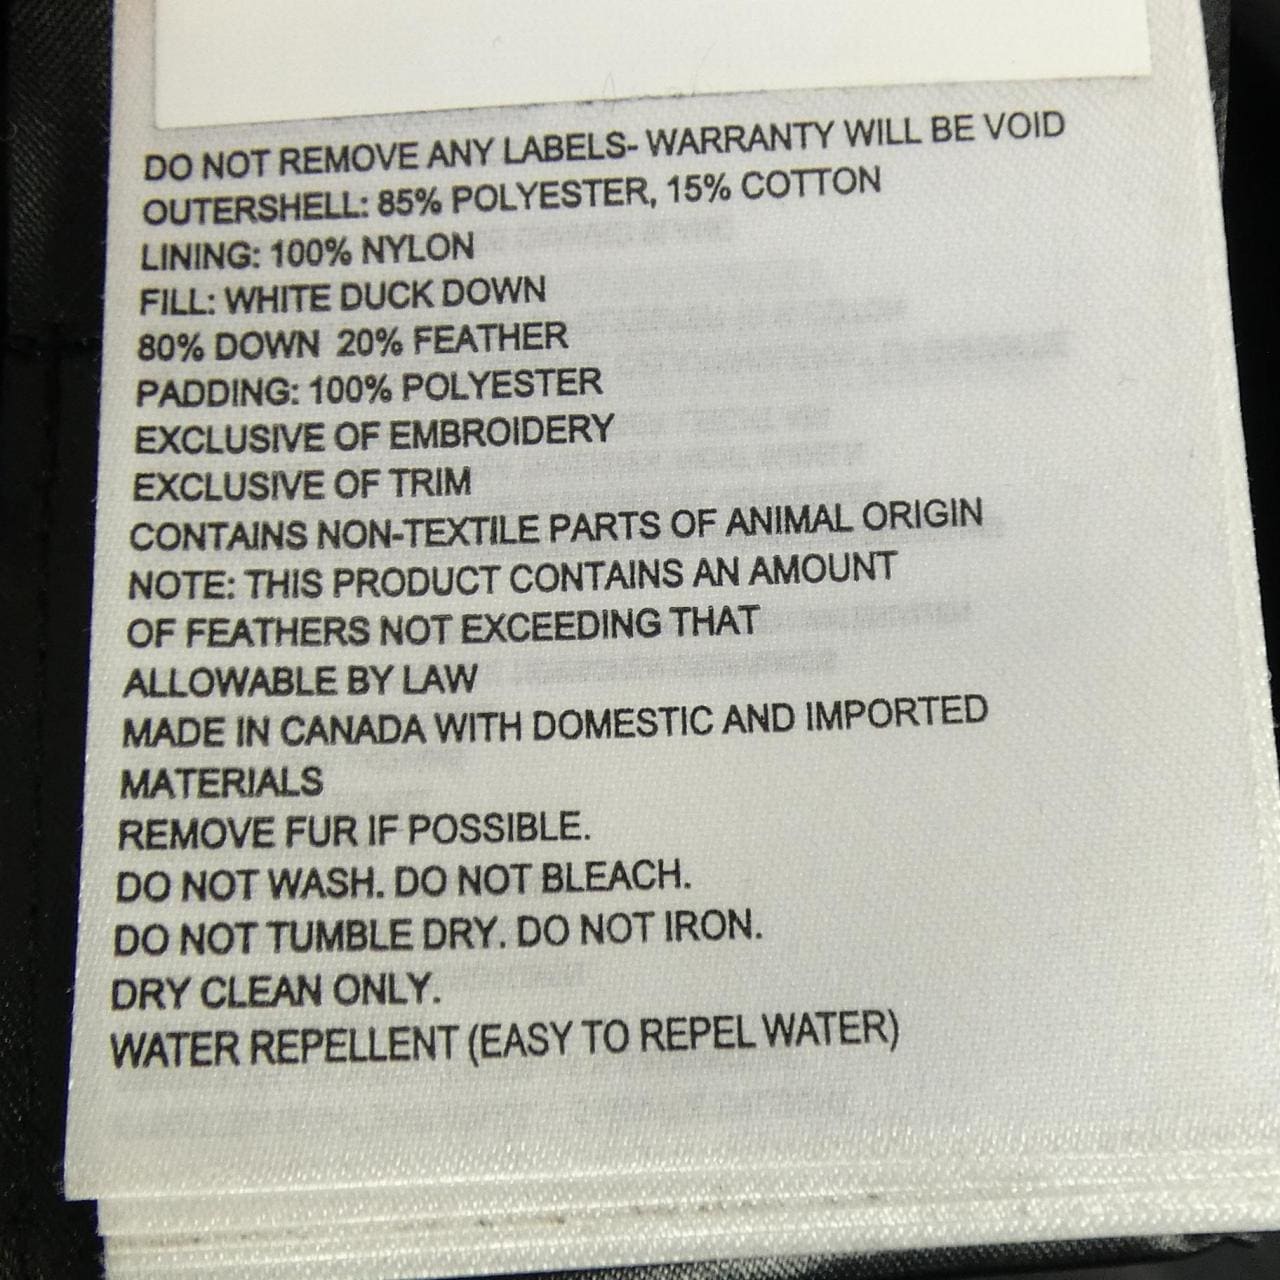 DO NOT REMOVE ANY LABELS- WARRANTY WILL BE VOID
OUTERSHELL: 85% POLYESTER, 15% COTTON
LINING: 100% NYLON
FILL: WHITE DUCK DOWN
80% DOWN 20% FEATHER
PADDING: 100% POLYESTER
EXCLUSIVE OF EMBROIDERY
EXCLUSIVE OF TRIM
CONTAINS NON-TEXTILE PARTS OF ANIMAL ORIGIN
NOTE: THIS PRODUCT CONTAINS AN AMOUNT
OF FEATHERS NOT EXCEEDING THAT
ALLOWABLE BY LAW
MADE IN CANADA WITH DOMESTIC AND IMPORTED
MATERIALS
REMOVE FUR IF POSSIBLE.
DO NOT WASH. DO NOT BLEACH.
DO NOT TUMBLE DRY. DO NOT IRON.
DRY CLEAN ONLY.
WATER REPELLENT (EASY TO REPEL WATER)